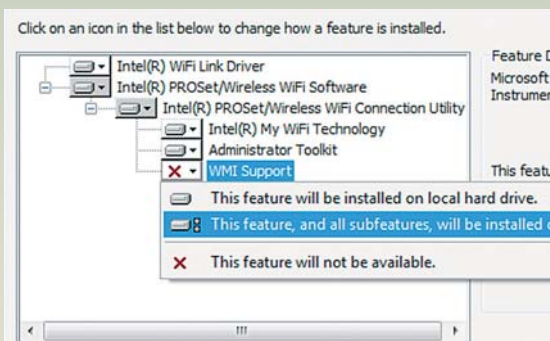 Click on an icon in the list below to change how a feature is installed.
Intel(R) WiFi Link Driver
Intel(R) PROSet/Wireless WiFi Software
Intel(R) PROSet/Wireless WiFi Connection Utility
Intel(R) My WiFi Technology
Administrator Toolkit
WMI Support
This feature will be installed on local hard drive.
This feature, and all subfeatures, will be installed
This feature will not be available.
Feature
Microsoft
This